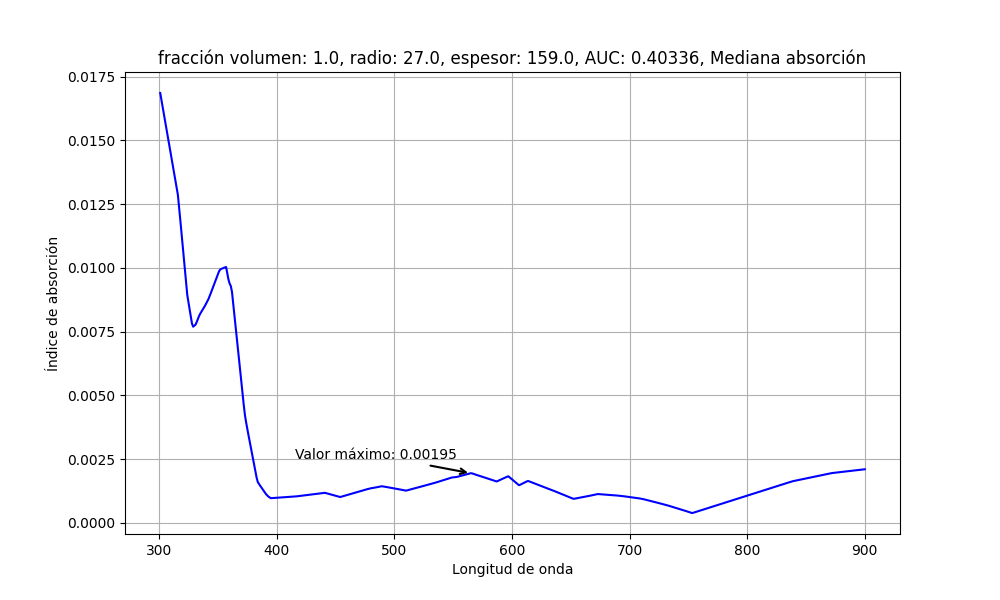 fracción volumen: 1.0, radio: 27.0, espesor: 159.0, AUC: 0.40336, Mediana absorción
0.0175
0.0150
0.0125
0.0100
0.0075
0.0050
0.0025
0.0000
Índice de absorción
Valor máximo: 0.00195
300 400 500 600 700 800 900
Longitud de onda